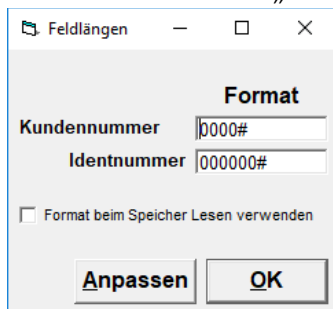 „
Feldlängen
Format
Kundennummer 0000#
Identnummer 000000#
Format beim Speicher Lesen verwenden
Anpassen OK